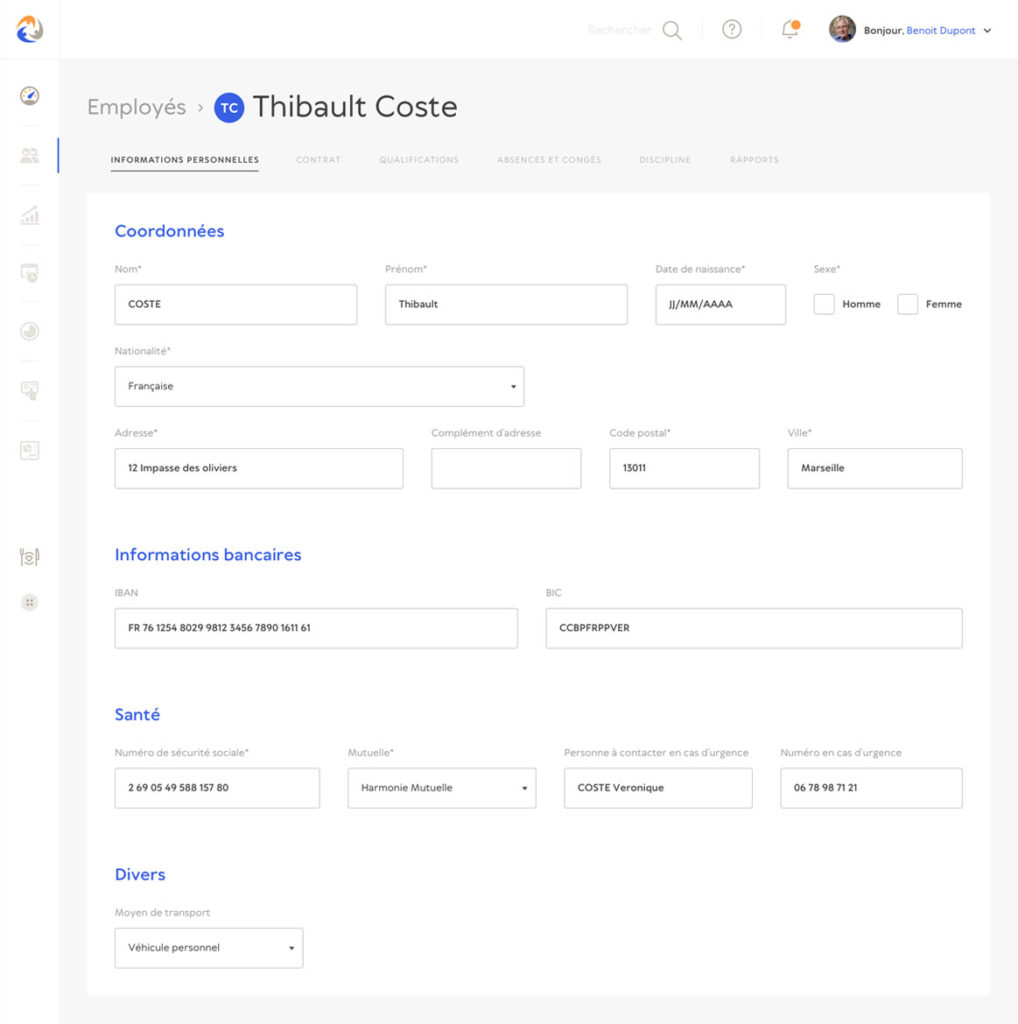 Rechercher
Bonjour, Benoit Dupont
Employés › TC Thibault Coste
INFORMATIONS PERSONNELLES CONTRAT QUALIFICATIONS ABSENCES ET CONGÉS DISCIPLINE RAPPORTS
Coordonnées
Nom* Prénom* Date de naissance* Sexe*
COSTE Thibault JJ/MM/AAAA Homme Femme
Nationalité*
Française
Adresse* Complément d'adresse Code postal* Ville*
12 Impasse des oliviers 13011 Marseille
Informations bancaires
IBAN BIC
FR 76 1254 8029 9812 3456 7890 1611 61 CCBPFRPPVER
Santé
Numéro de sécurité sociale* Mutuelle* Personne à contacter en cas d'urgence Numéro en cas d'urgence
2 69 05 49 588 157 80 Harmonie Mutuelle COSTE Veronique 06 78 98 71 21
Divers
Moyen de transport
Véhicule personnel